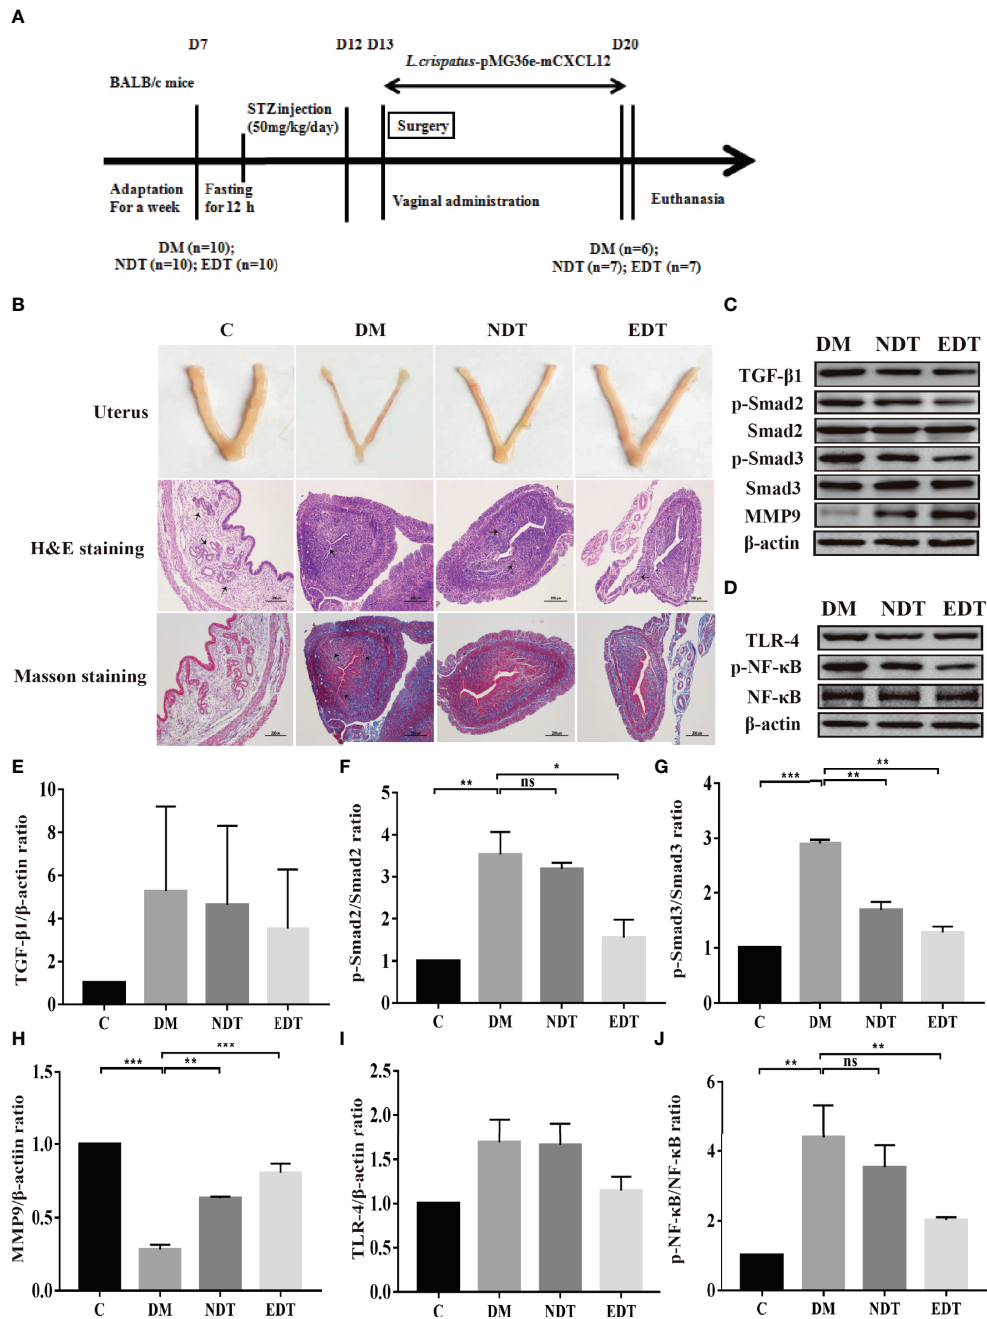 A
D7
D12 D13
D20
L.crispatus-pMG36e-mCXCL12
BALB/c mice
STZ injection
(50mg/kg/day)
Surgery
Adaptation
For a week
Fasting
for 12 h
Vaginal administration
Euthanasia
DM (n=10);
NDT (n=10); EDT (n=10)
DM (n=6);
NDT (n=7); EDT (n=7)
B
C
DM
NDT
EDT
Uterus
H&E staining
Masson staining
C
DM
NDT
EDT
TGF-β1
p-Smad2
Smad2
p-Smad3
Smad3
MMP9
β-actin
D
DM
NDT
EDT
TLR-4
p-NF-κB
NF-κB
β-actin
E
TGF-β1/β-actin ratio
10
8
6
4
2
0
C
DM
NDT
EDT
F
p-Smad2/Smad2 ratio
5
4
3
2
1
0
**
ns
*
C
DM
NDT
EDT
G
p-Smad3/Smad3 ratio
4
3
2
1
0
***
**
**
C
DM
NDT
EDT
H
MMP9/β-actiin ratio
1.5
1.0
0.5
0.0
***
**
***
C
DM
NDT
EDT
I
TLR-4/β-actin ratio
2.5
2.0
1.5
1.0
0.5
0.0
C
DM
NDT
EDT
J
p-NF-κB/NF-κB ratio
6
4
2
0
**
ns
**
C
DM
NDT
EDT